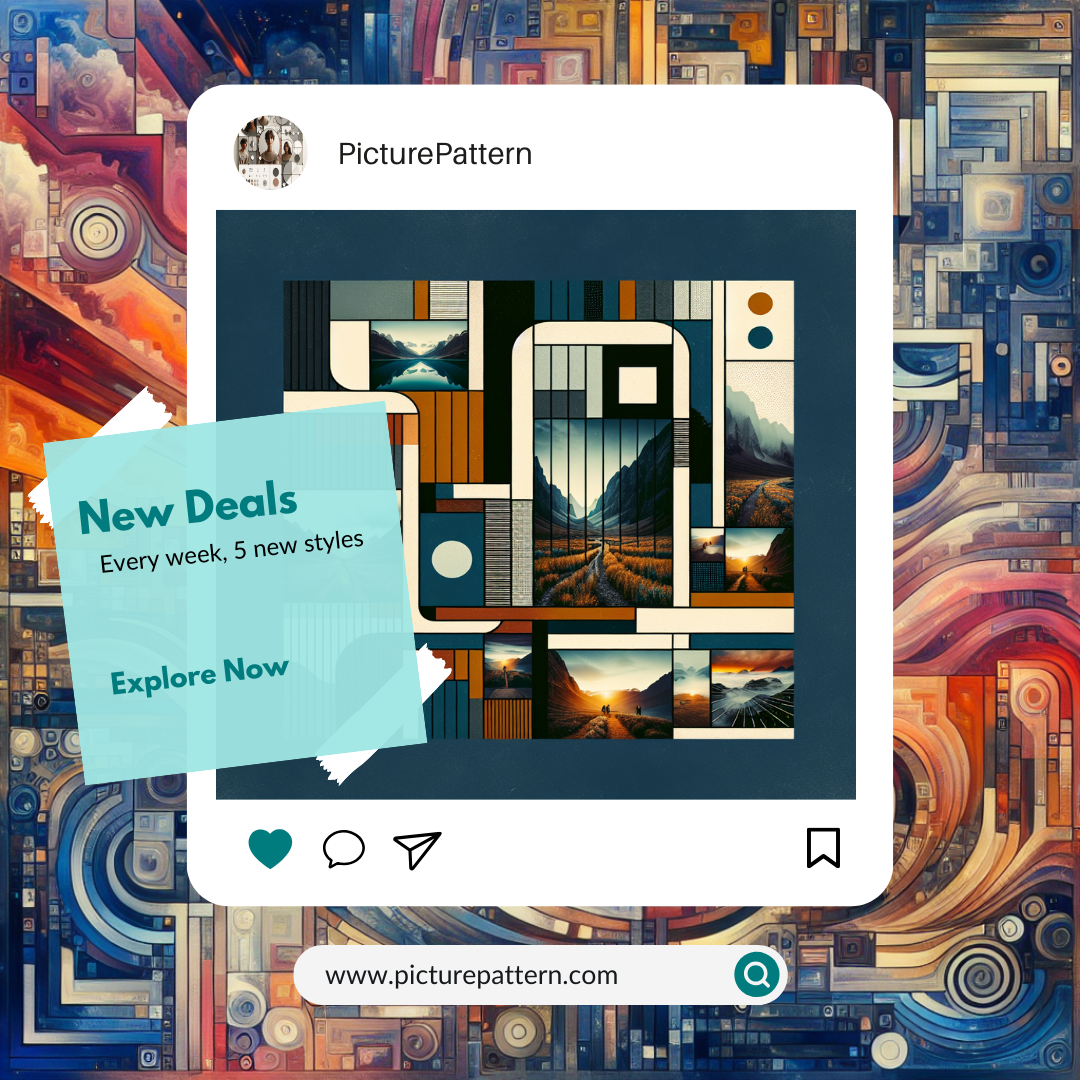 PicturePattern
New Deals
Every week, 5 new styles
Explore Now
www.picturepattern.com